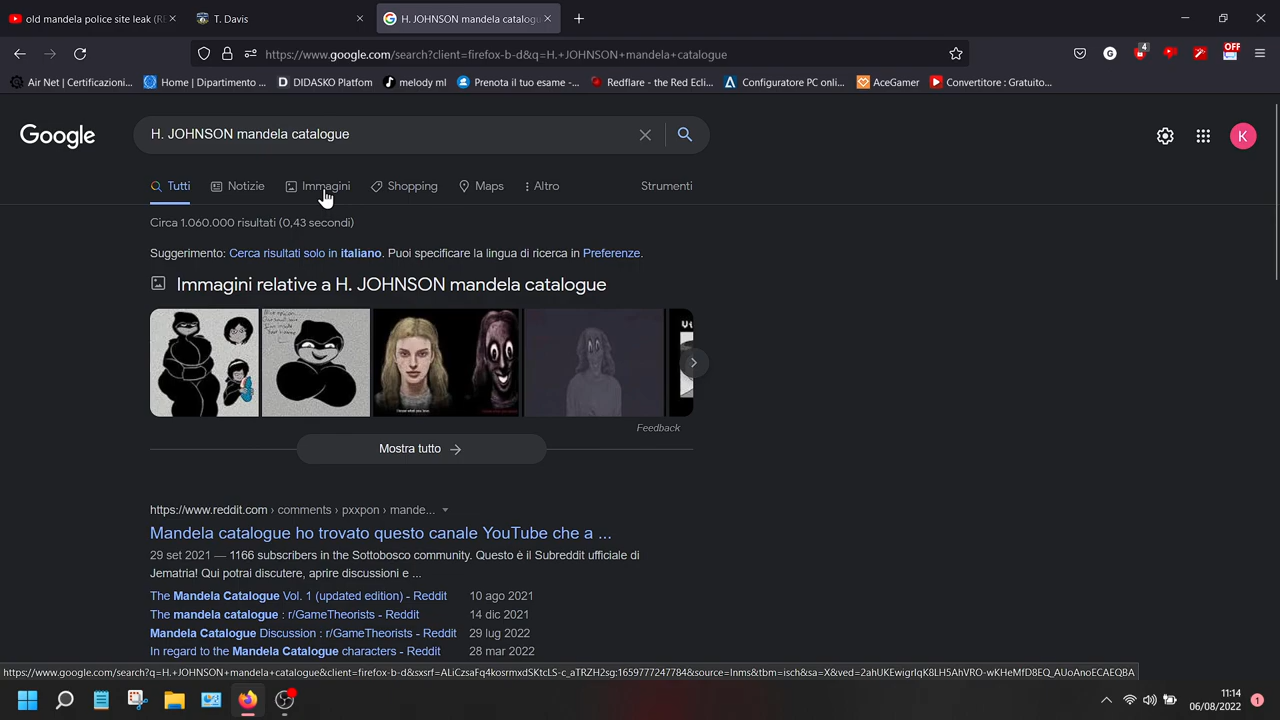 old mandela police site leak (R
T. Davis
H. JOHNSON mandela catalogu
https://www.google.com/search?client=firefox-b-d&q=H.+JOHNSON+mandela+catalogue
4
OFF
Air Net | Certificazioni...
Home | Dipartimento ...
DIDASKO Platfom
melody ml
Prenota il tuo esame -...
Redflare - the Red Ecli...
Configuratore PC onli...
AceGamer
Convertitore : Gratuito...
Google
H. JOHNSON mandela catalogue
K
Tutti
Notizie
Immagini
Shopping
Maps
Altro
Strumenti
Circa 1.060.000 risultati (0,43 secondi)
Suggerimento: Cerca risultati solo in italiano. Puoi specificare la lingua di ricerca in Preferenze.
Immagini relative a H. JOHNSON mandela catalogue
Feedback
Mostra tutto
https://www.reddit.com › comments › pxxpon › mande...
Mandela catalogue ho trovato questo canale YouTube che a ...
29 set 2021 — 1166 subscribers in the Sottobosco community. Questo è il Subreddit ufficiale di
Jematria! Qui potrai discutere, aprire discussioni e ...
The Mandela Catalogue Vol. 1 (updated edition) - Reddit 10 ago 2021
The mandela catalogue : r/GameTheorists - Reddit 14 dic 2021
Mandela Catalogue Discussion : r/GameTheorists - Reddit 29 lug 2022
In regard to the Mandela Catalogue characters - Reddit 28 mar 2022
11:14
06/08/2022
1